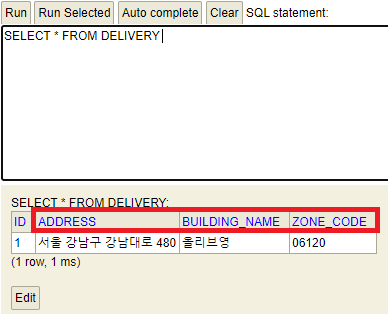 Run Run Selected Auto complete Clear SQL statement:
SELECT * FROM DELIVERY
SELECT * FROM DELIVERY:
ID ADDRESS BUILDING_NAME ZONE_CODE
1 서울 강남구 강남대로 480 올리브영 06120
(1 row, 1 ms)
Edit